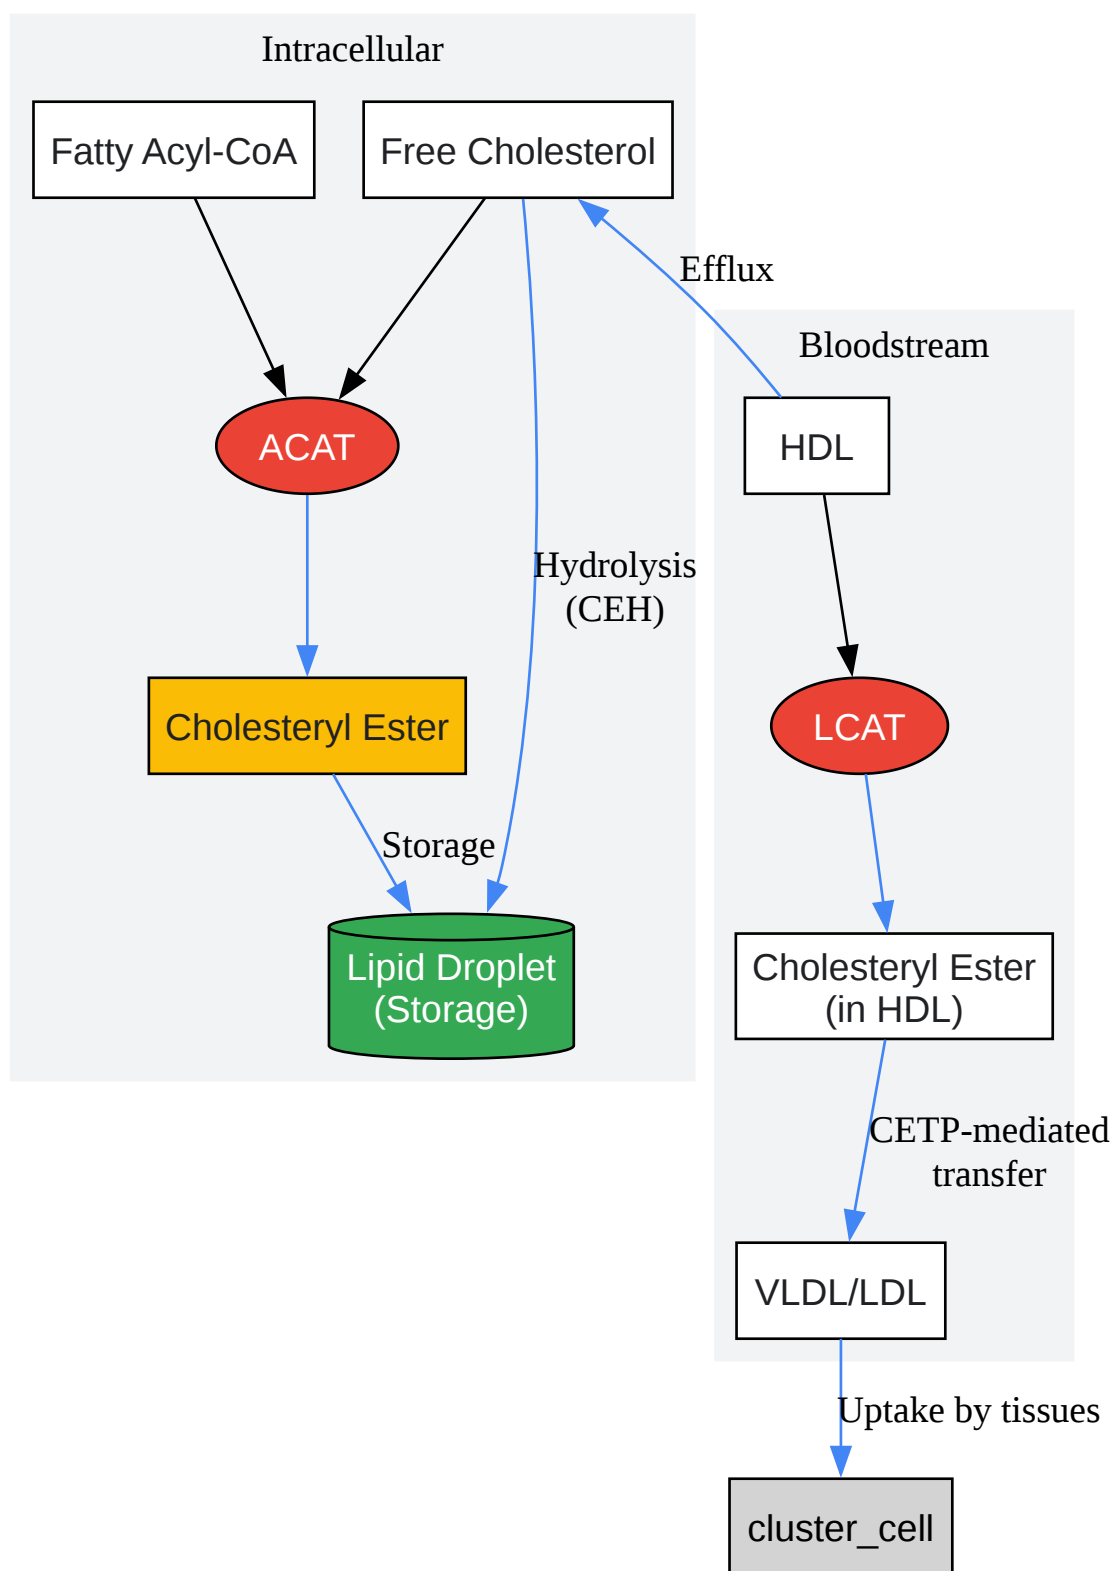 Intracellular
Fatty Acyl-CoA
Free Cholesterol
Efflux
Bloodstream
ACAT
HDL
Hydrolysis
(CEH)
Cholesteryl Ester
LCAT
Storage
Lipid Droplet
(Storage)
Cholesteryl Ester
(in HDL)
CETP-mediated
transfer
VLDL/LDL
Uptake by tissues
cluster_cell